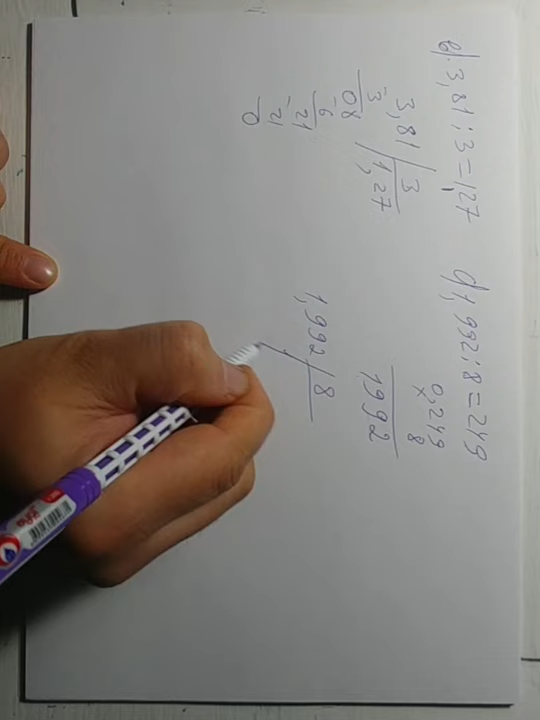 b). 3,81:3=1,27
3,81 / 3
-3 1,27
08
-6
21
-21
0
d) 1,992:8=249
0,249
× 8
1992
1,992 / 8